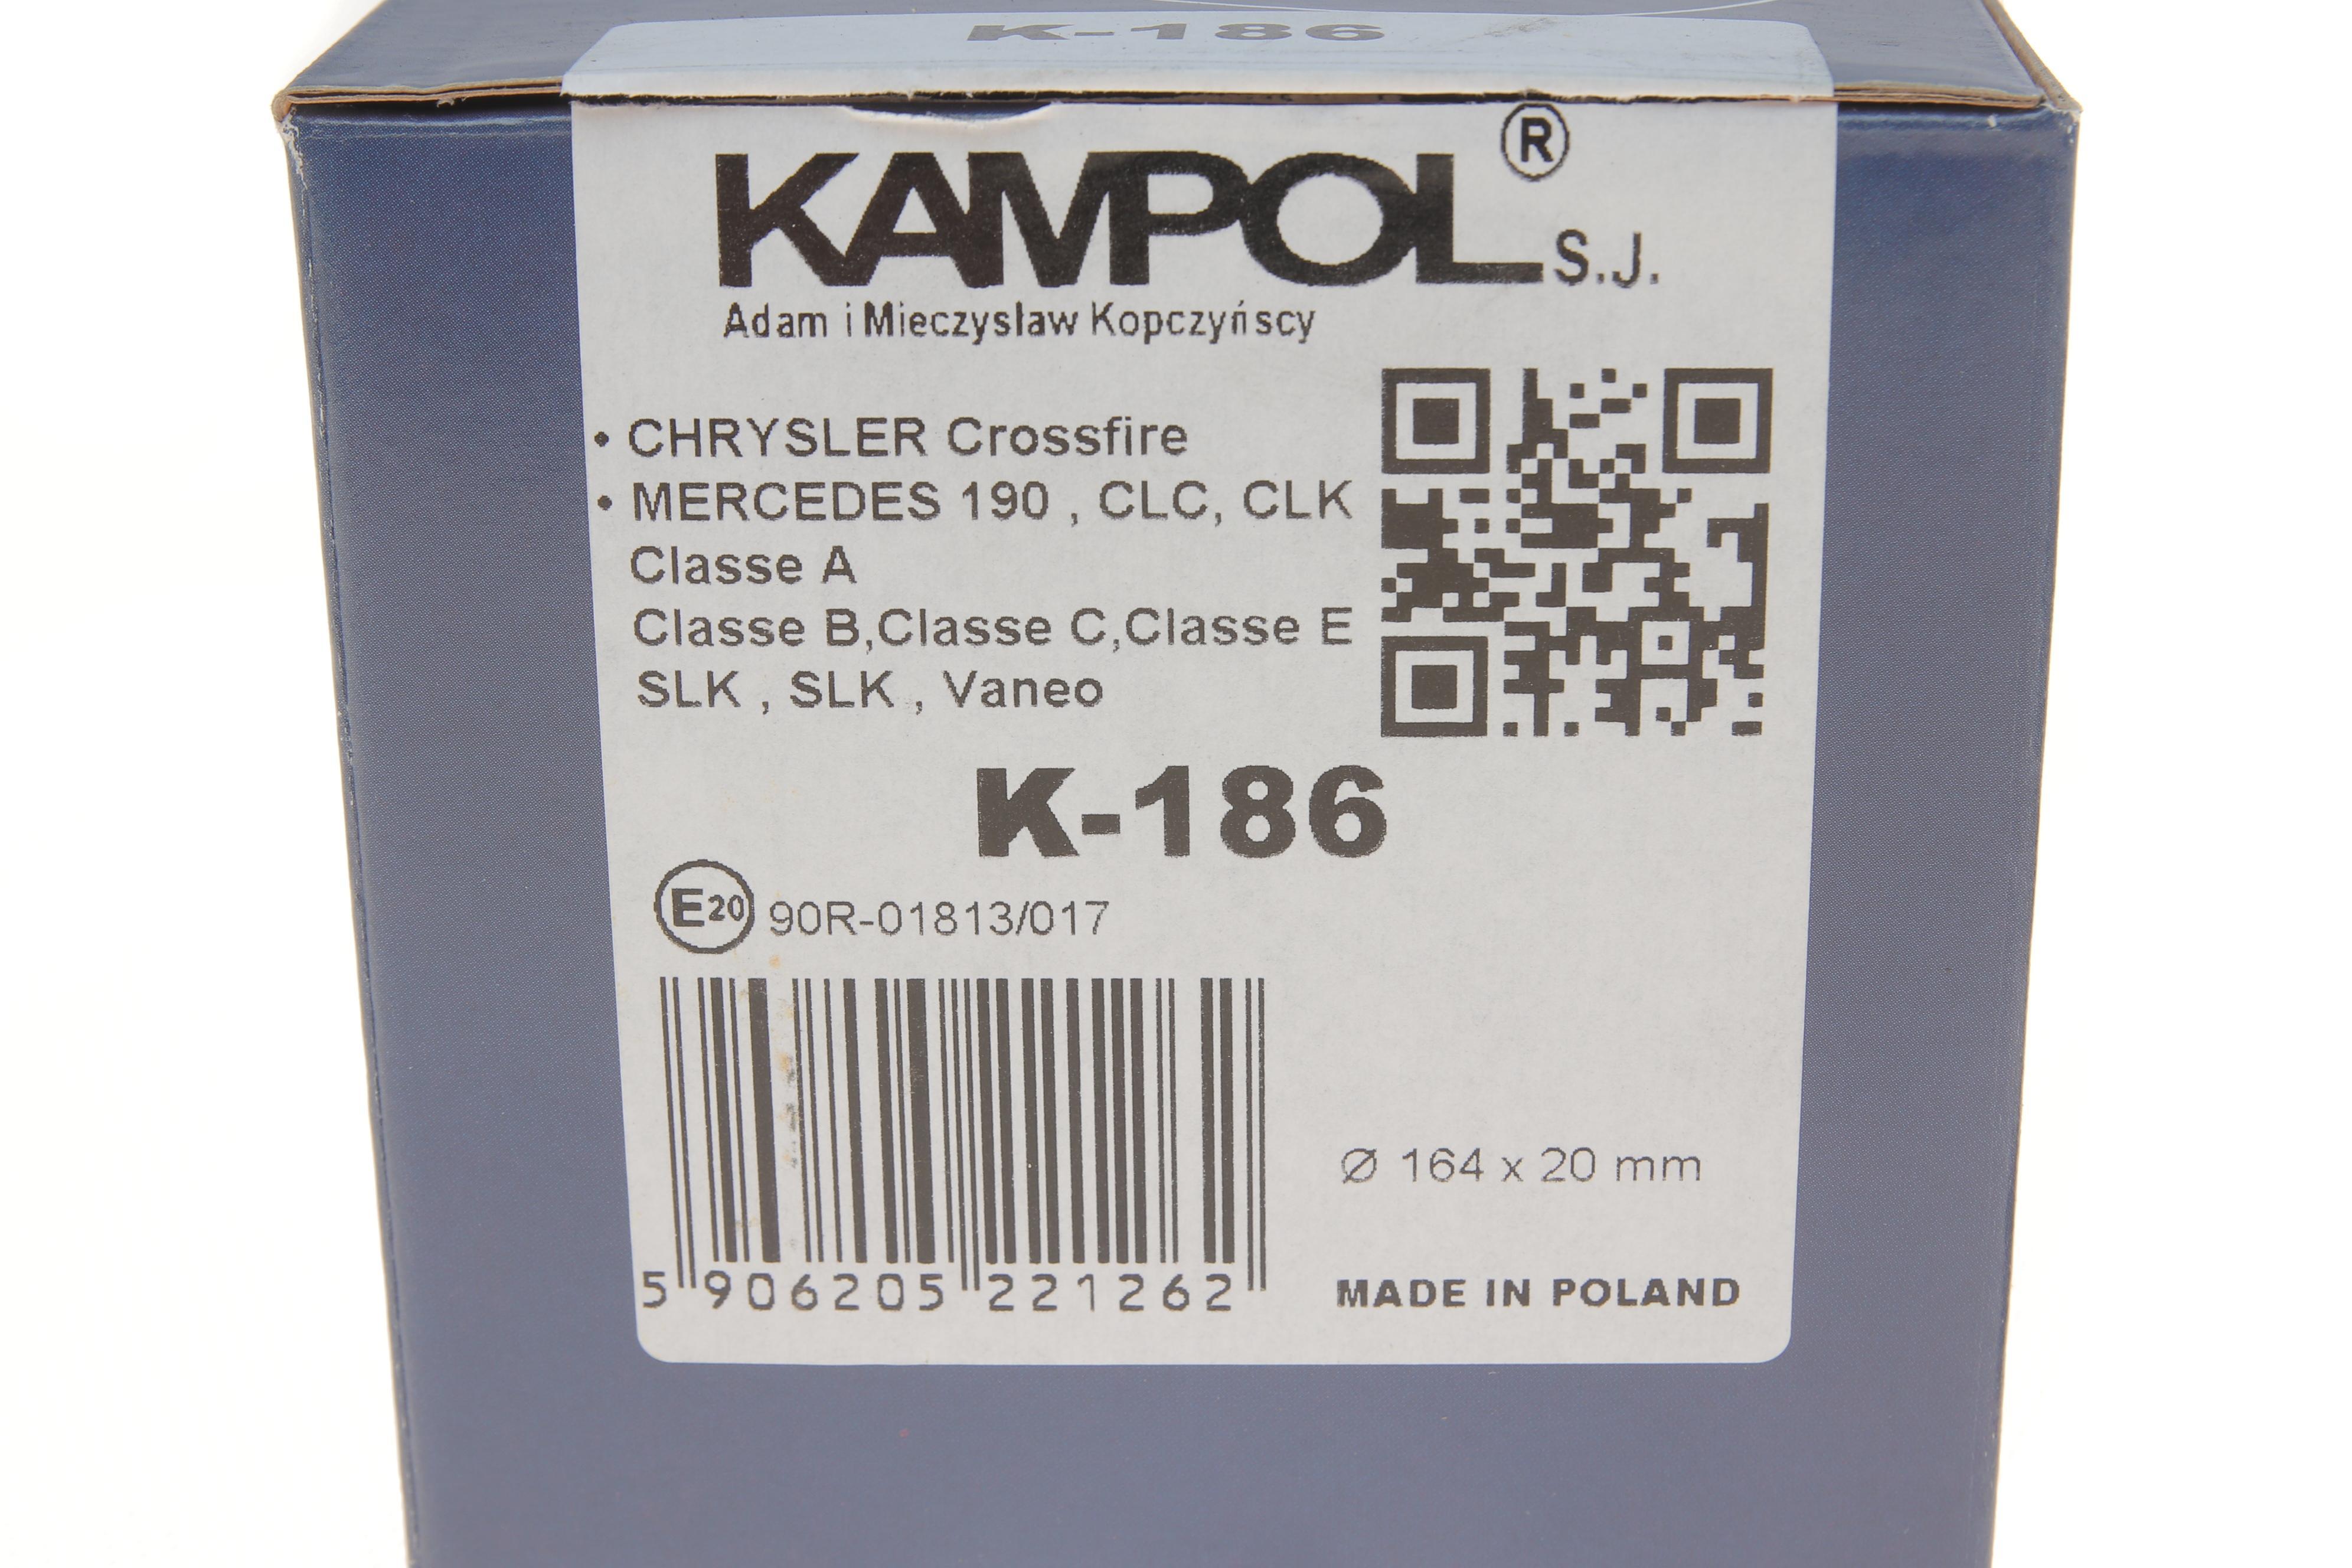 K-186
KAMPOL® S.J.
Adam i Mieczysław Kopczyńscy
• CHRYSLER Crossfire
• MERCEDES 190 , CLC, CLK
Classe A
Classe B,Classe C,Classe E
SLK , SLK , Vaneo
K-186
E20 90R-01813/017
Ø 164 x 20 mm
5 906205 221262
MADE IN POLAND